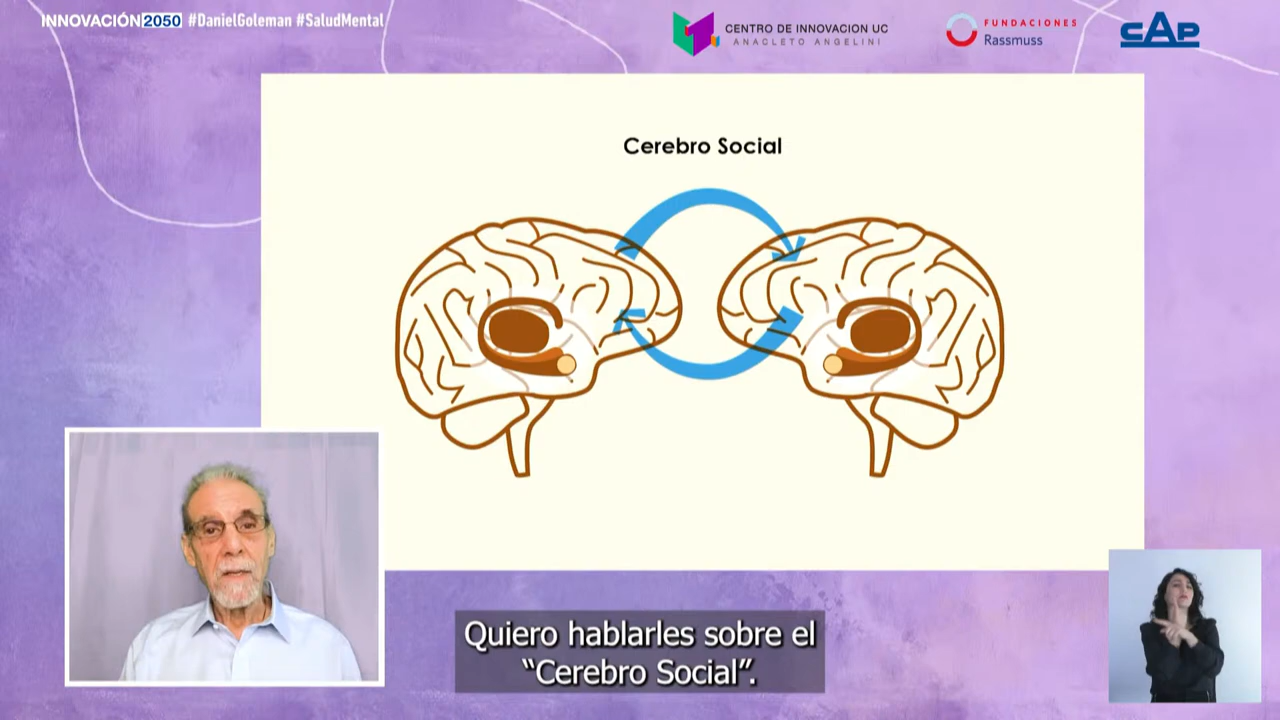 INNOVACIÓN2050 #DanielGoleman #SaludMental
CENTRO DE INNOVACION UC
ANACLETO ANGELINI
FUNDACIONES
Rassmuss
CAP
Cerebro Social
Quiero hablarles sobre el
“Cerebro Social”.